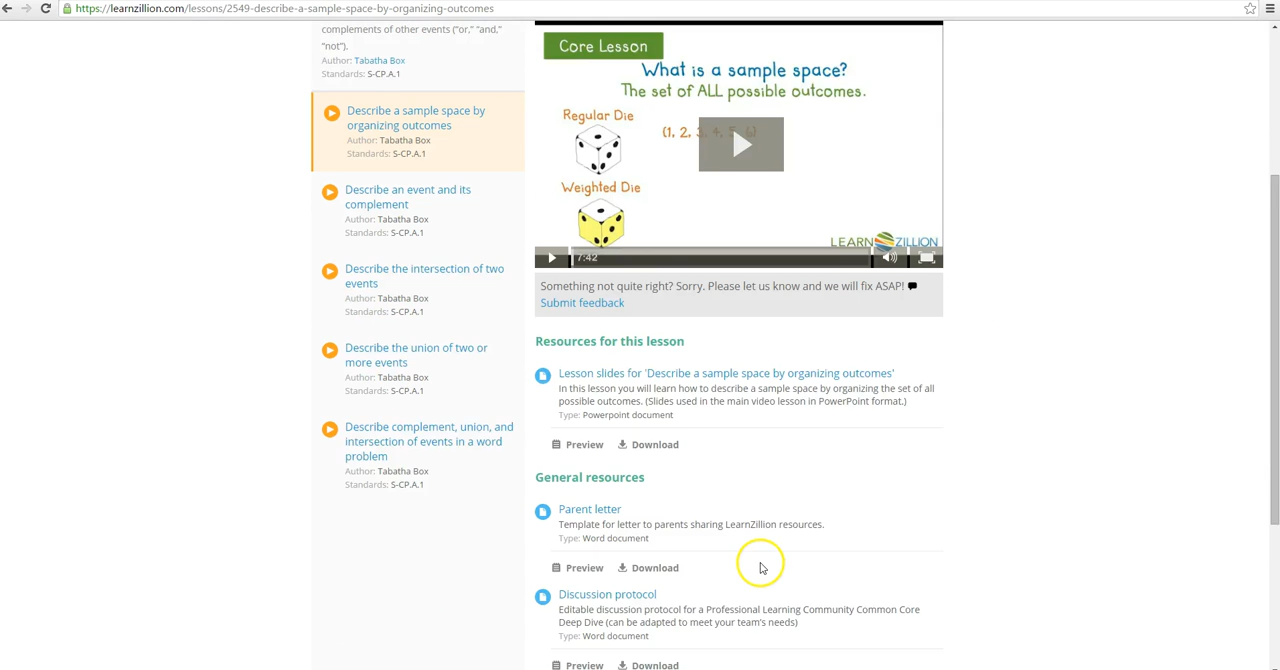 https://learnzillion.com/lessons/2549-describe-a-sample-space-by-organizing-outcomes
complements of other events ("or," "and,"
"not").
Author: Tabatha Box
Standards: S-CP.A.1
Describe a sample space by
organizing outcomes
Author: Tabatha Box
Standards: S-CP.A.1
Describe an event and its
complement
Author: Tabatha Box
Standards: S-CP.A.1
Describe the intersection of two
events
Author: Tabatha Box
Standards: S-CP.A.1
Describe the union of two or
more events
Author: Tabatha Box
Standards: S-CP.A.1
Describe complement, union, and
intersection of events in a word
problem
Author: Tabatha Box
Standards: S-CP.A.1
Core Lesson
What is a sample space?
The set of ALL possible outcomes.
Regular Die
(1, 2, 3, 4, 5, 6)
Weighted Die
LEARNZILLION
7:42
Something not quite right? Sorry. Please let us know and we will fix ASAP!
Submit feedback
Resources for this lesson
Lesson slides for 'Describe a sample space by organizing outcomes'
In this lesson you will learn how to describe a sample space by organizing the set of all
possible outcomes. (Slides used in the main video lesson in PowerPoint format.)
Type: Powerpoint document
Preview Download
General resources
Parent letter
Template for letter to parents sharing LearnZillion resources.
Type: Word document
Preview Download
Discussion protocol
Editable discussion protocol for a Professional Learning Community Common Core
Deep Dive (can be adapted to meet your team's needs)
Type: Word document
Preview Download